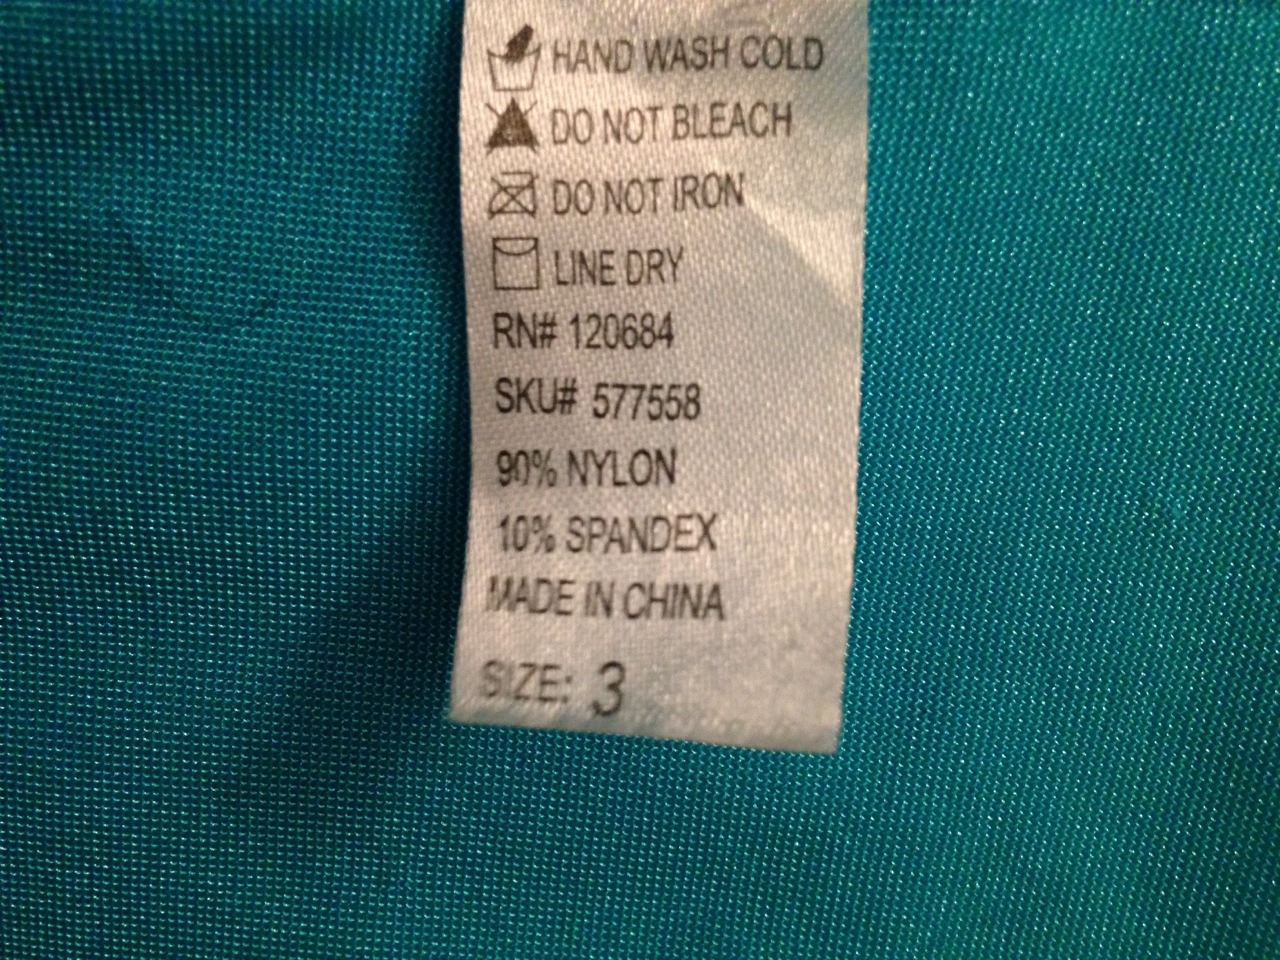 HAND WASH COLD
DO NOT BLEACH
DO NOT IRON
LINE DRY
RN# 120684
SKU# 577558
90% NYLON
10% SPANDEX
MADE IN CHINA
SIZE: 3